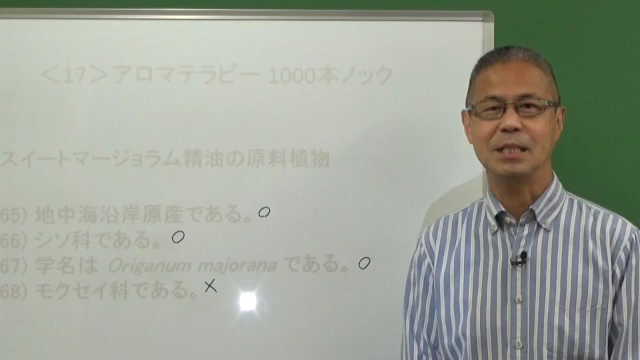 ＜17＞アロマテラピー 1000本ノック
スイートマージョラム精油の原料植物
65) 地中海沿岸原産である。○
66) シソ科である。○
67) 学名は Origanum majorana である。○
68) モクセイ科である。×